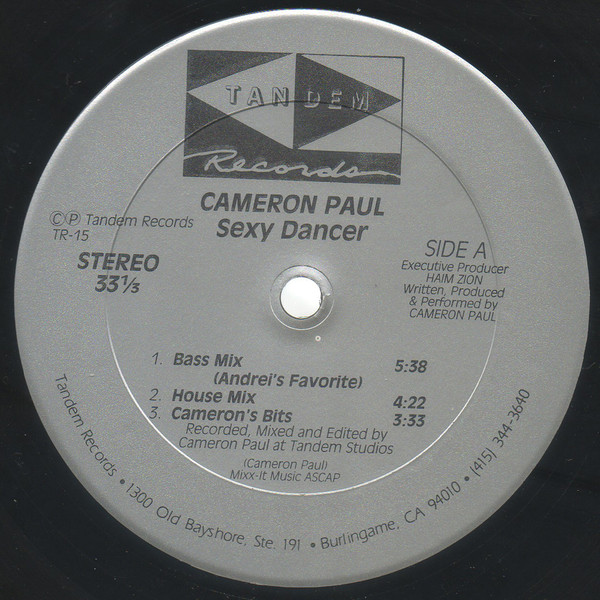 TANDEM
Records
CAMERON PAUL
Sexy Dancer
ⒸⓅ Tandem Records
TR-15
STEREO
33⅓
SIDE A
Executive Producer
HAIM ZION
Written, Produced
& Performed by
CAMERON PAUL
1. Bass Mix 5:38
(Andrei's Favorite)
2. House Mix 4:22
3. Cameron's Bits 3:33
Recorded, Mixed and Edited by
Cameron Paul at Tandem Studios
(Cameron Paul)
Mixx-It Music ASCAP
Tandem Records • 1300 Old Bayshore, Ste. 191 • Burlingame, CA 94010 • (415) 344-3640